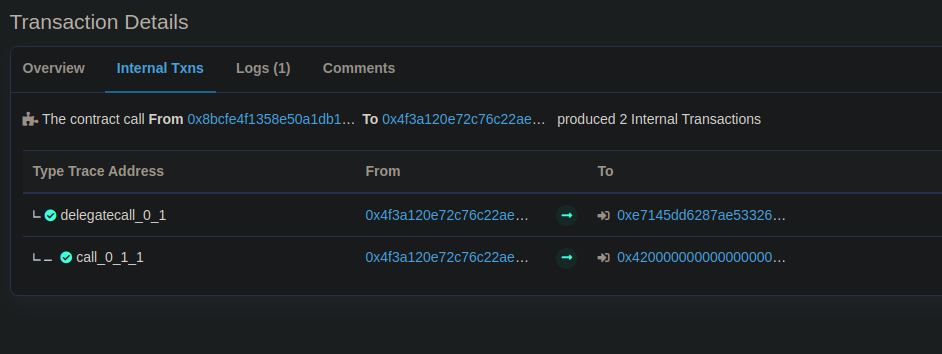 Transaction Details
Overview Internal Txns Logs (1) Comments
The contract call From 0x8bcfe4f1358e50a1db1... To 0x4f3a120e72c76c22ae... produced 2 Internal Transactions
Type Trace Address From To
delegatecall_0_1 0x4f3a120e72c76c22ae... 0xe7145dd6287ae53326...
call_0_1_1 0x4f3a120e72c76c22ae... 0x420000000000000000...